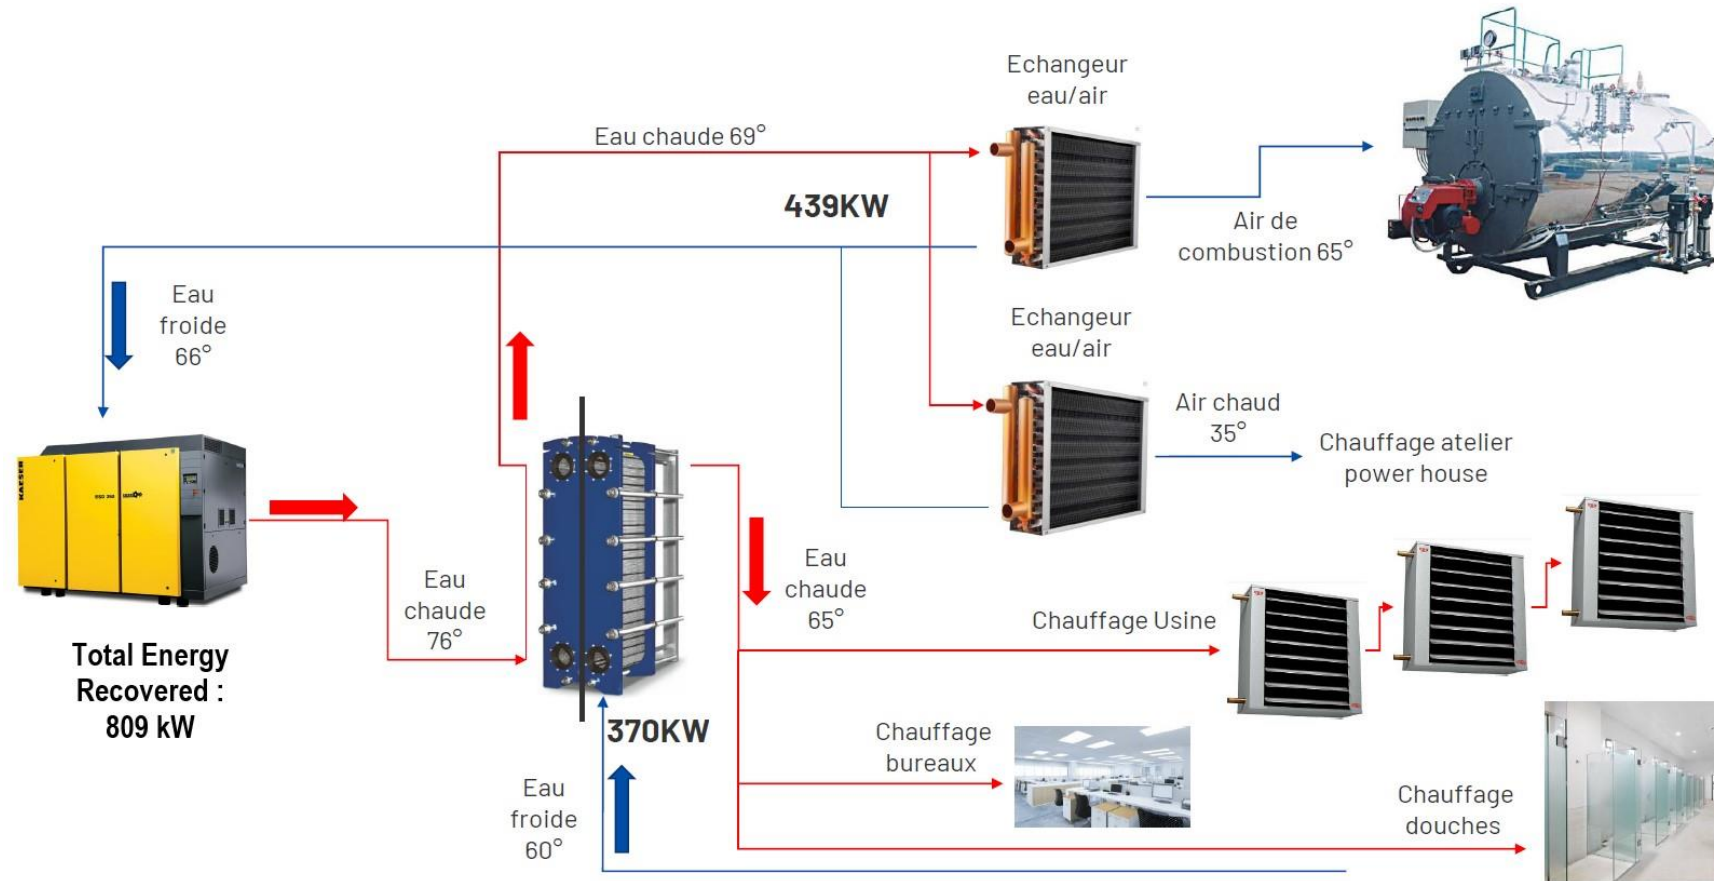 Echangeur
eau/air
Eau chaude 69°
439KW
Air de
combustion 65°
Eau
froide
66°
Echangeur
eau/air
Air chaud
35°
Chauffage atelier
power house
KAESER
Eau
chaude
76°
Eau
chaude
65°
Chauffage Usine
Total Energy
Recovered :
809 kW
370KW
Chauffage
bureaux
Eau
froide
60°
Chauffage
douches